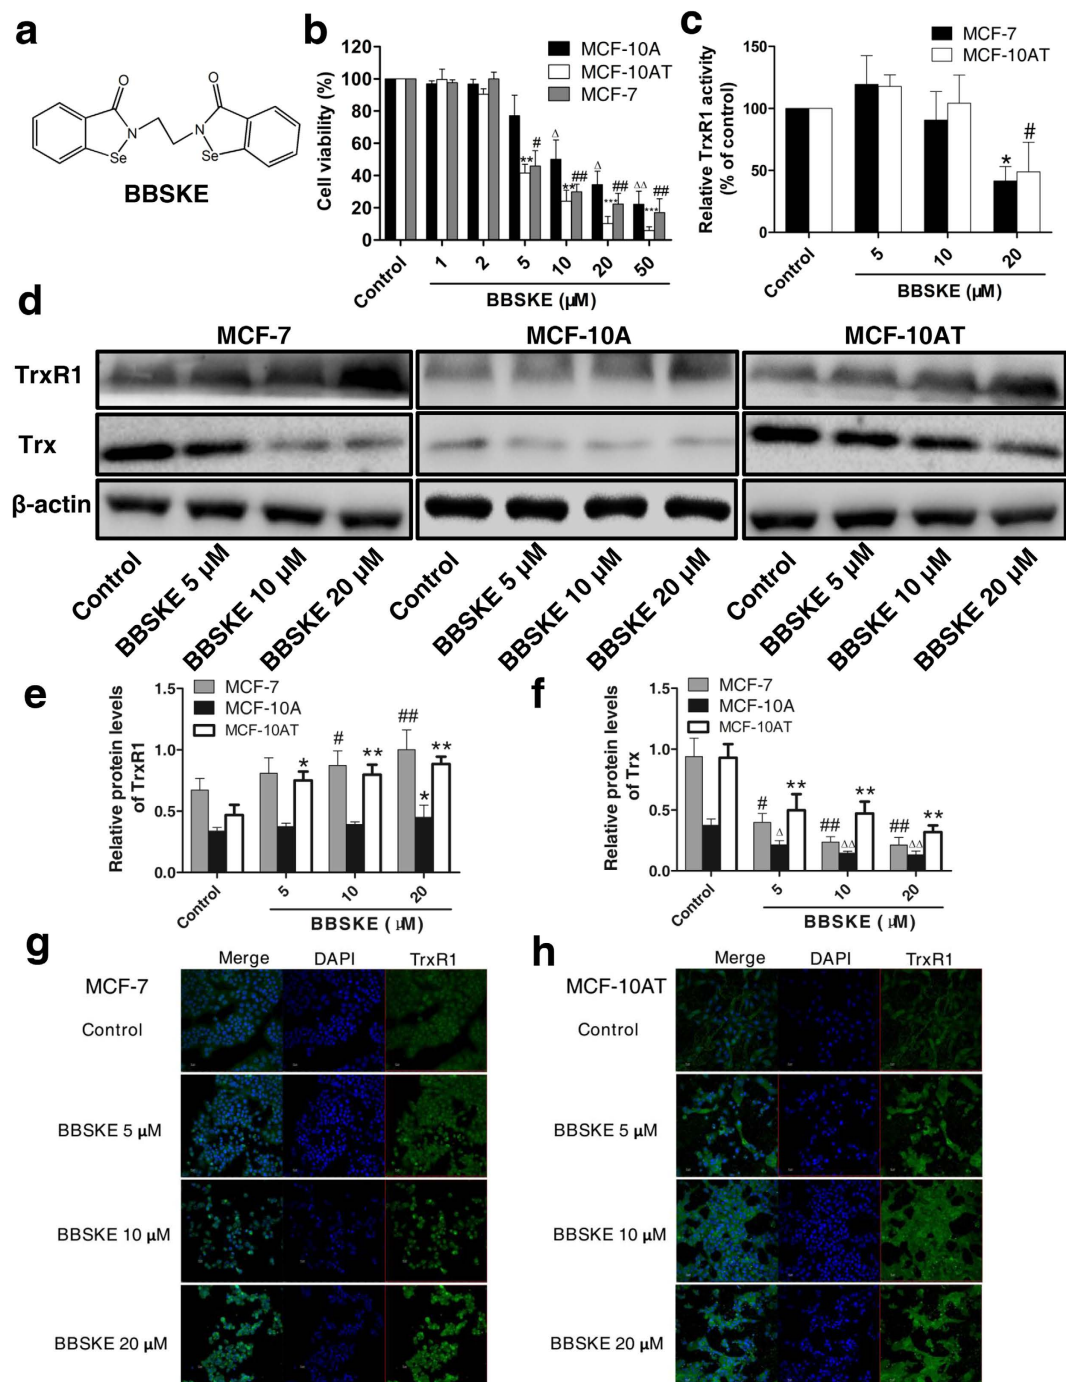 a
O
O
N
N
Se
Se
BBSKE
b
MCF-10A
MCF-10AT
MCF-7
Cell viability (%)
120
100
80
60
40
20
0
** # Δ ** ## Δ *** ## ΔΔ *** ##
Control 1 2 5 10 20 50
BBSKE (μM)
c
MCF-7
MCF-10AT
Relative TrxR1 activity
(% of control)
150
100
50
0
* #
Control 5 10 20
BBSKE (μM)
d
MCF-7 MCF-10A MCF-10AT
TrxR1
Trx
β-actin
Control BBSKE 5 μM BBSKE 10 μM BBSKE 20 μM Control BBSKE 5 μM BBSKE 10 μM BBSKE 20 μM Control BBSKE 5 μM BBSKE 10 μM BBSKE 20 μM
e
MCF-7
MCF-10A
MCF-10AT
Relative protein levels
of TrxR1
1.5
1.0
0.5
0.0
* # ** ## * **
Control 5 10 20
BBSKE ( μM)
f
MCF-7
MCF-10A
MCF-10AT
Relative protein levels
of Trx
1.5
1.0
0.5
0.0
# Δ ** ## ΔΔ ** ## ΔΔ **
Control 5 10 20
BBSKE ( μM)
g
Merge DAPI TrxR1
MCF-7
Control
BBSKE 5 μM
BBSKE 10 μM
BBSKE 20 μM
h
Merge DAPI TrxR1
MCF-10AT
Control
BBSKE 5 μM
BBSKE 10 μM
BBSKE 20 μM